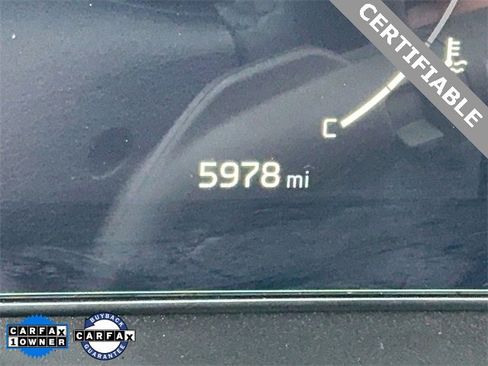 CERTIFIABLE
C
5978 mi
CARFAX
1 OWNER
BUYBACK
CARFAX
GUARANTEE